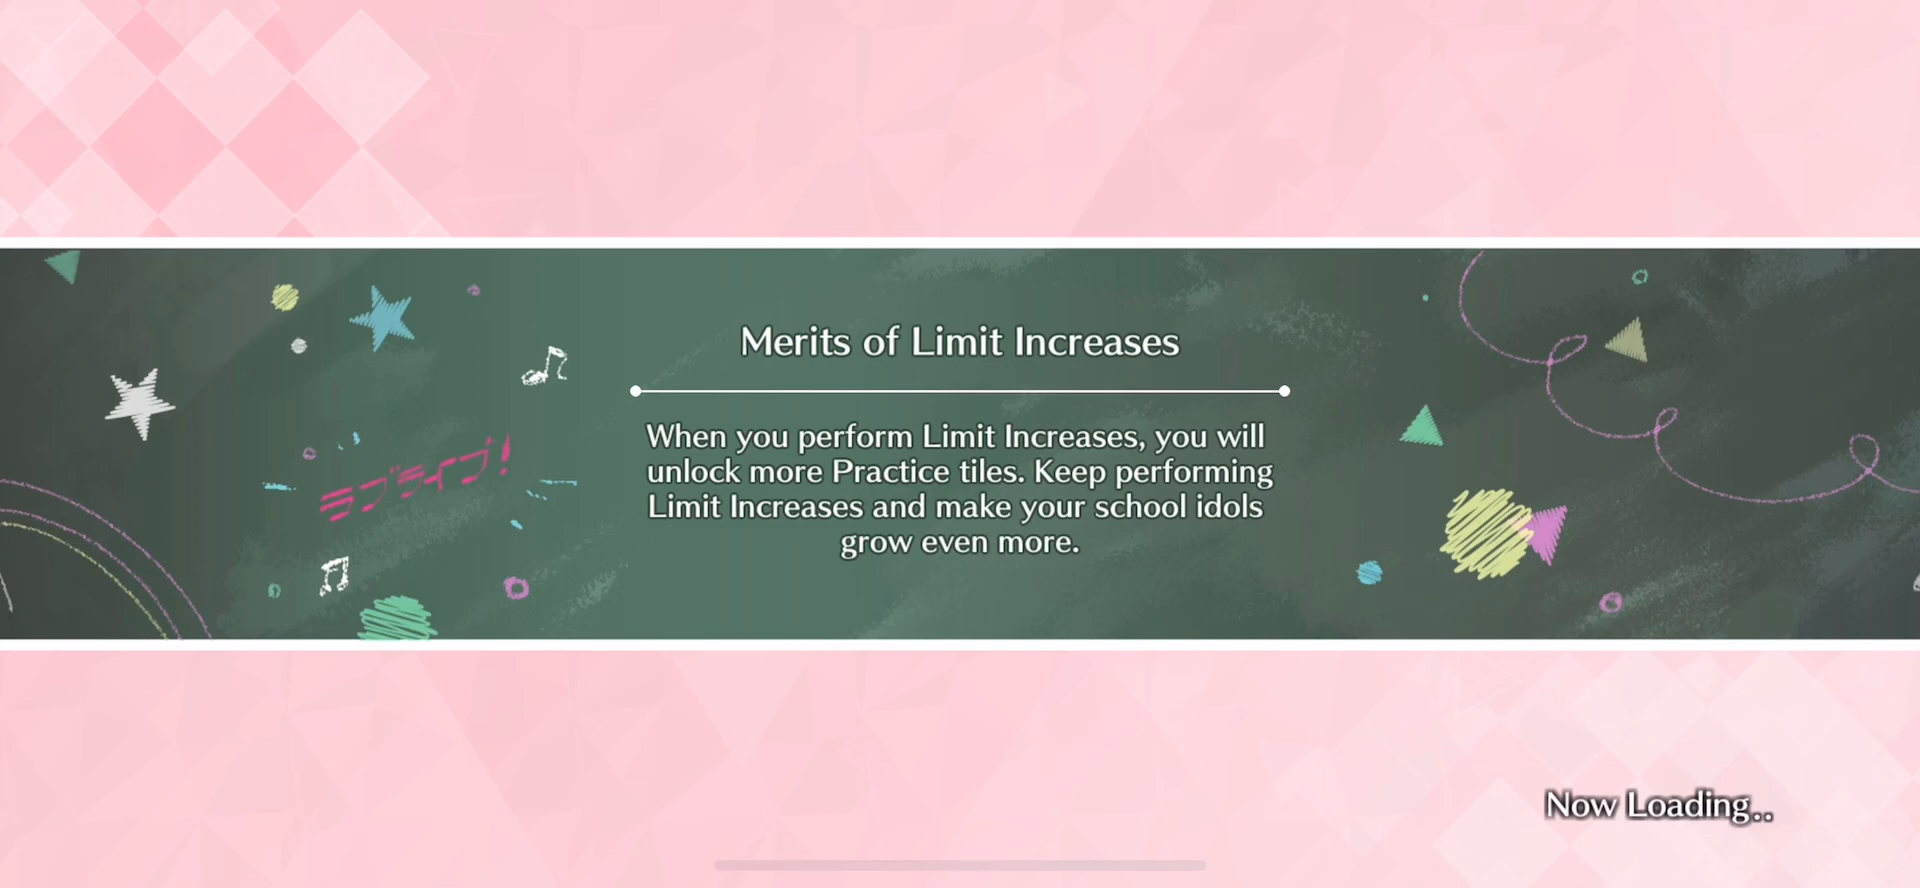 Merits of Limit Increases
ラブライブ!
When you perform Limit Increases, you will
unlock more Practice tiles. Keep performing
Limit Increases and make your school idols
grow even more.
Now Loading..